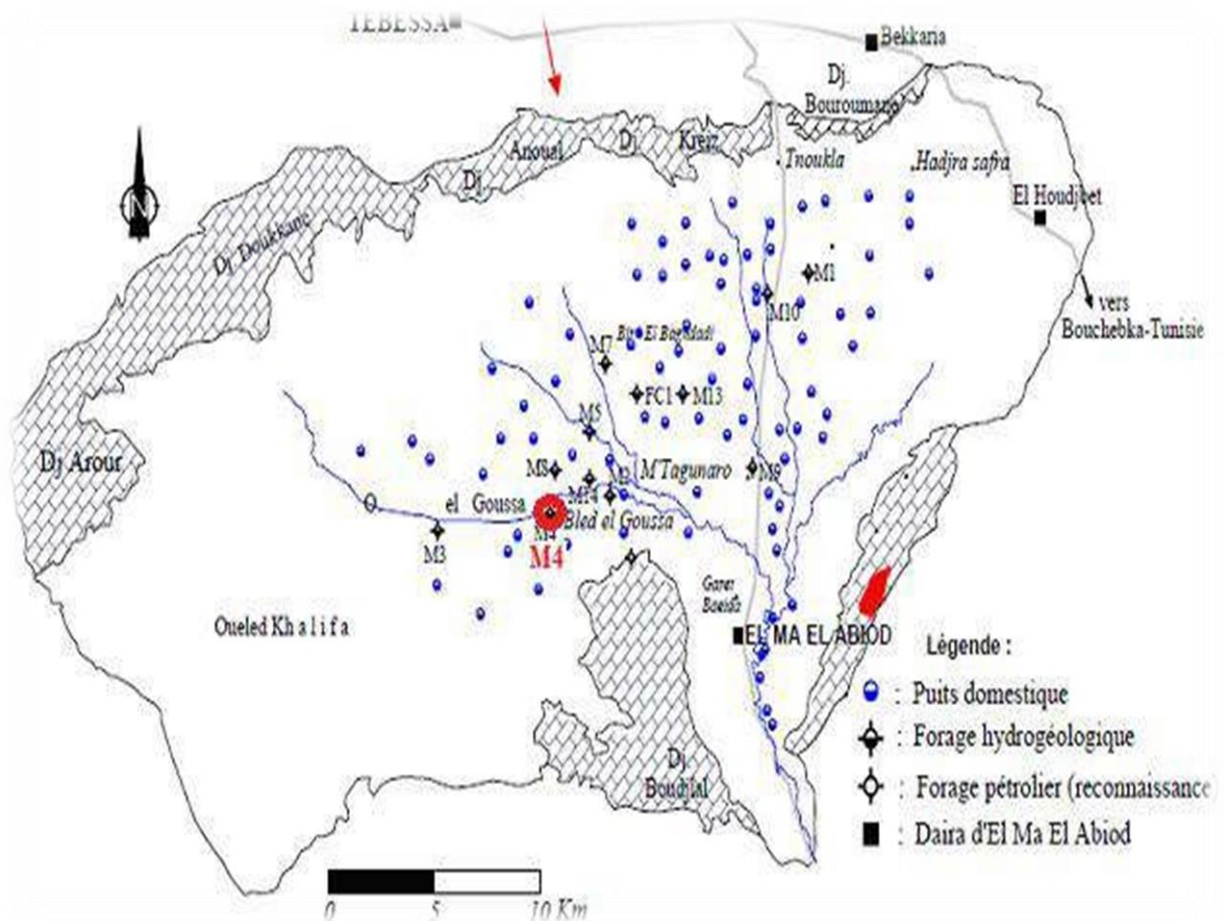 TEBESSA
Bekkaria
Dj.
Bouroumane
Anoual
Dj
Kreiz
Dj
Tnoukla
Hadjra safra
El Houdjbet
N
Dj Doukkane
M1
vers
Bouchebka-Tunisie
M10
Bir El Baghdadi
M7
FC1
M13
M5
Dj Arour
M8
M'Tagunaro
M9
M2
M14
O el Goussa
Bled el Goussa
M4
M4
M3
Oueled Khalifa
EL MA EL ABIOD
Légende :
: Puits domestique
: Forage hydrogéologique
: Forage pétrolier (reconnaissance
: Daira d'El Ma El Abiod
Dj
Boudjlal
0 5 10 Km